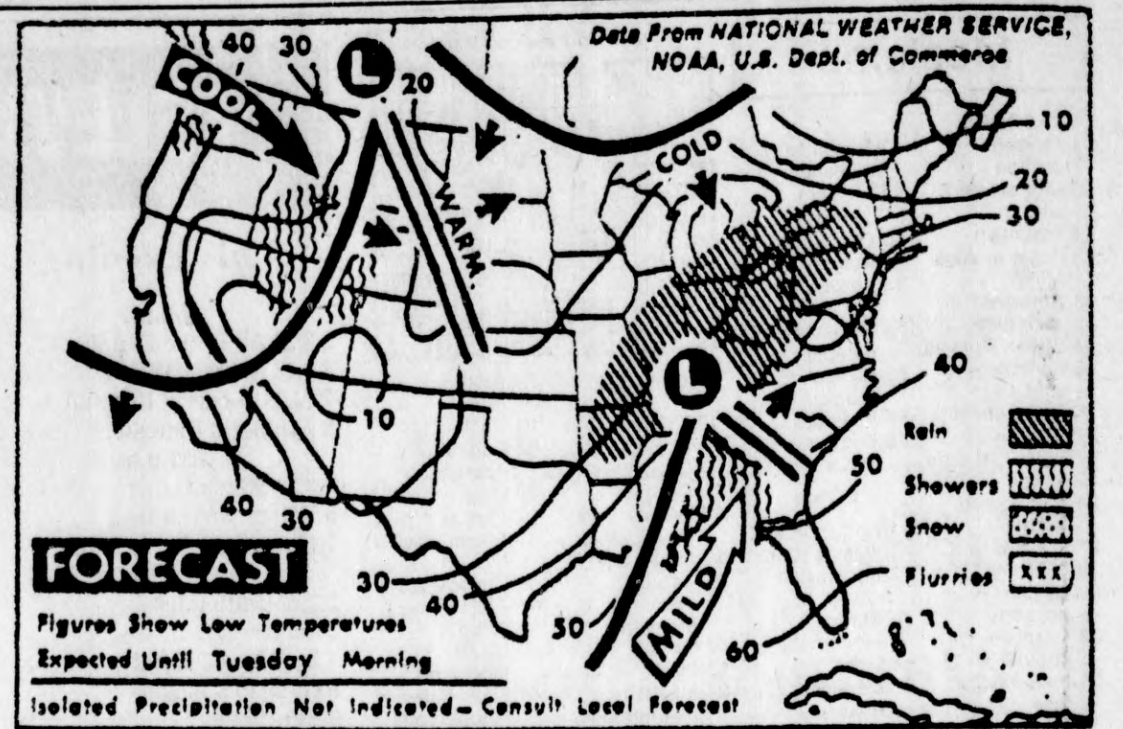 Data From NATIONAL WEATHER SERVICE,
NOAA, U.S. Dept. of Commerce
40
30
L
20
COOL
WARM
COLD
10
20
30
L
40
10
50
40
30
30
40
50
MILD
60
Rain
Showers
Snow
Flurries
XXX
FORECAST
Figures Show Low Temperatures
Expected Until Tuesday Morning
Isolated Precipitation Not Indicated – Consult Local Forecast